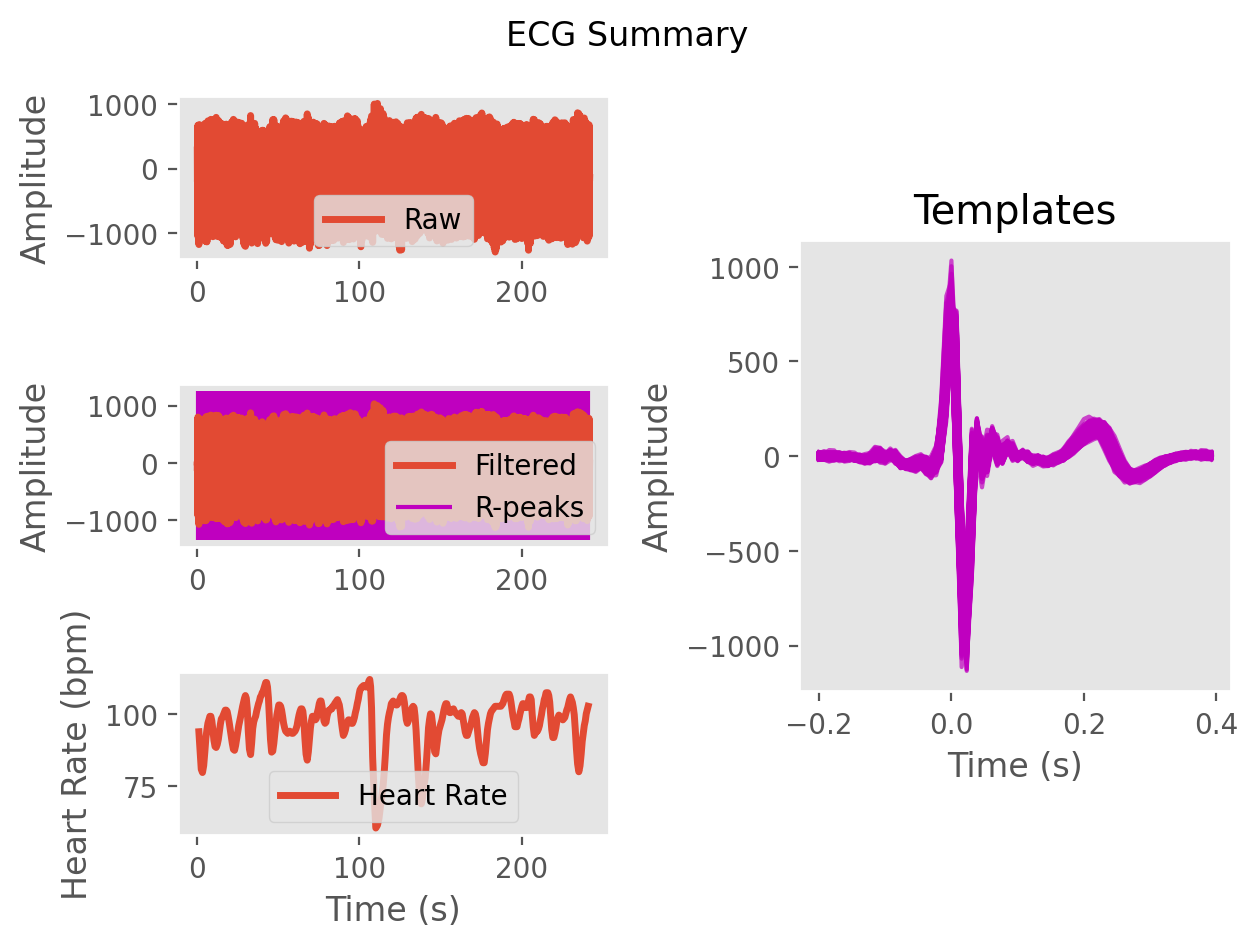 ECG Summary
Amplitude
1000
0
−1000
Raw
0 100 200
Amplitude
1000
0
−1000
Filtered
R-peaks
0 100 200
Heart Rate (bpm)
100
75
Heart Rate
0 100 200
Time (s)
Templates
Amplitude
1000
500
0
−500
−1000
−0.2 0.0 0.2 0.4
Time (s)